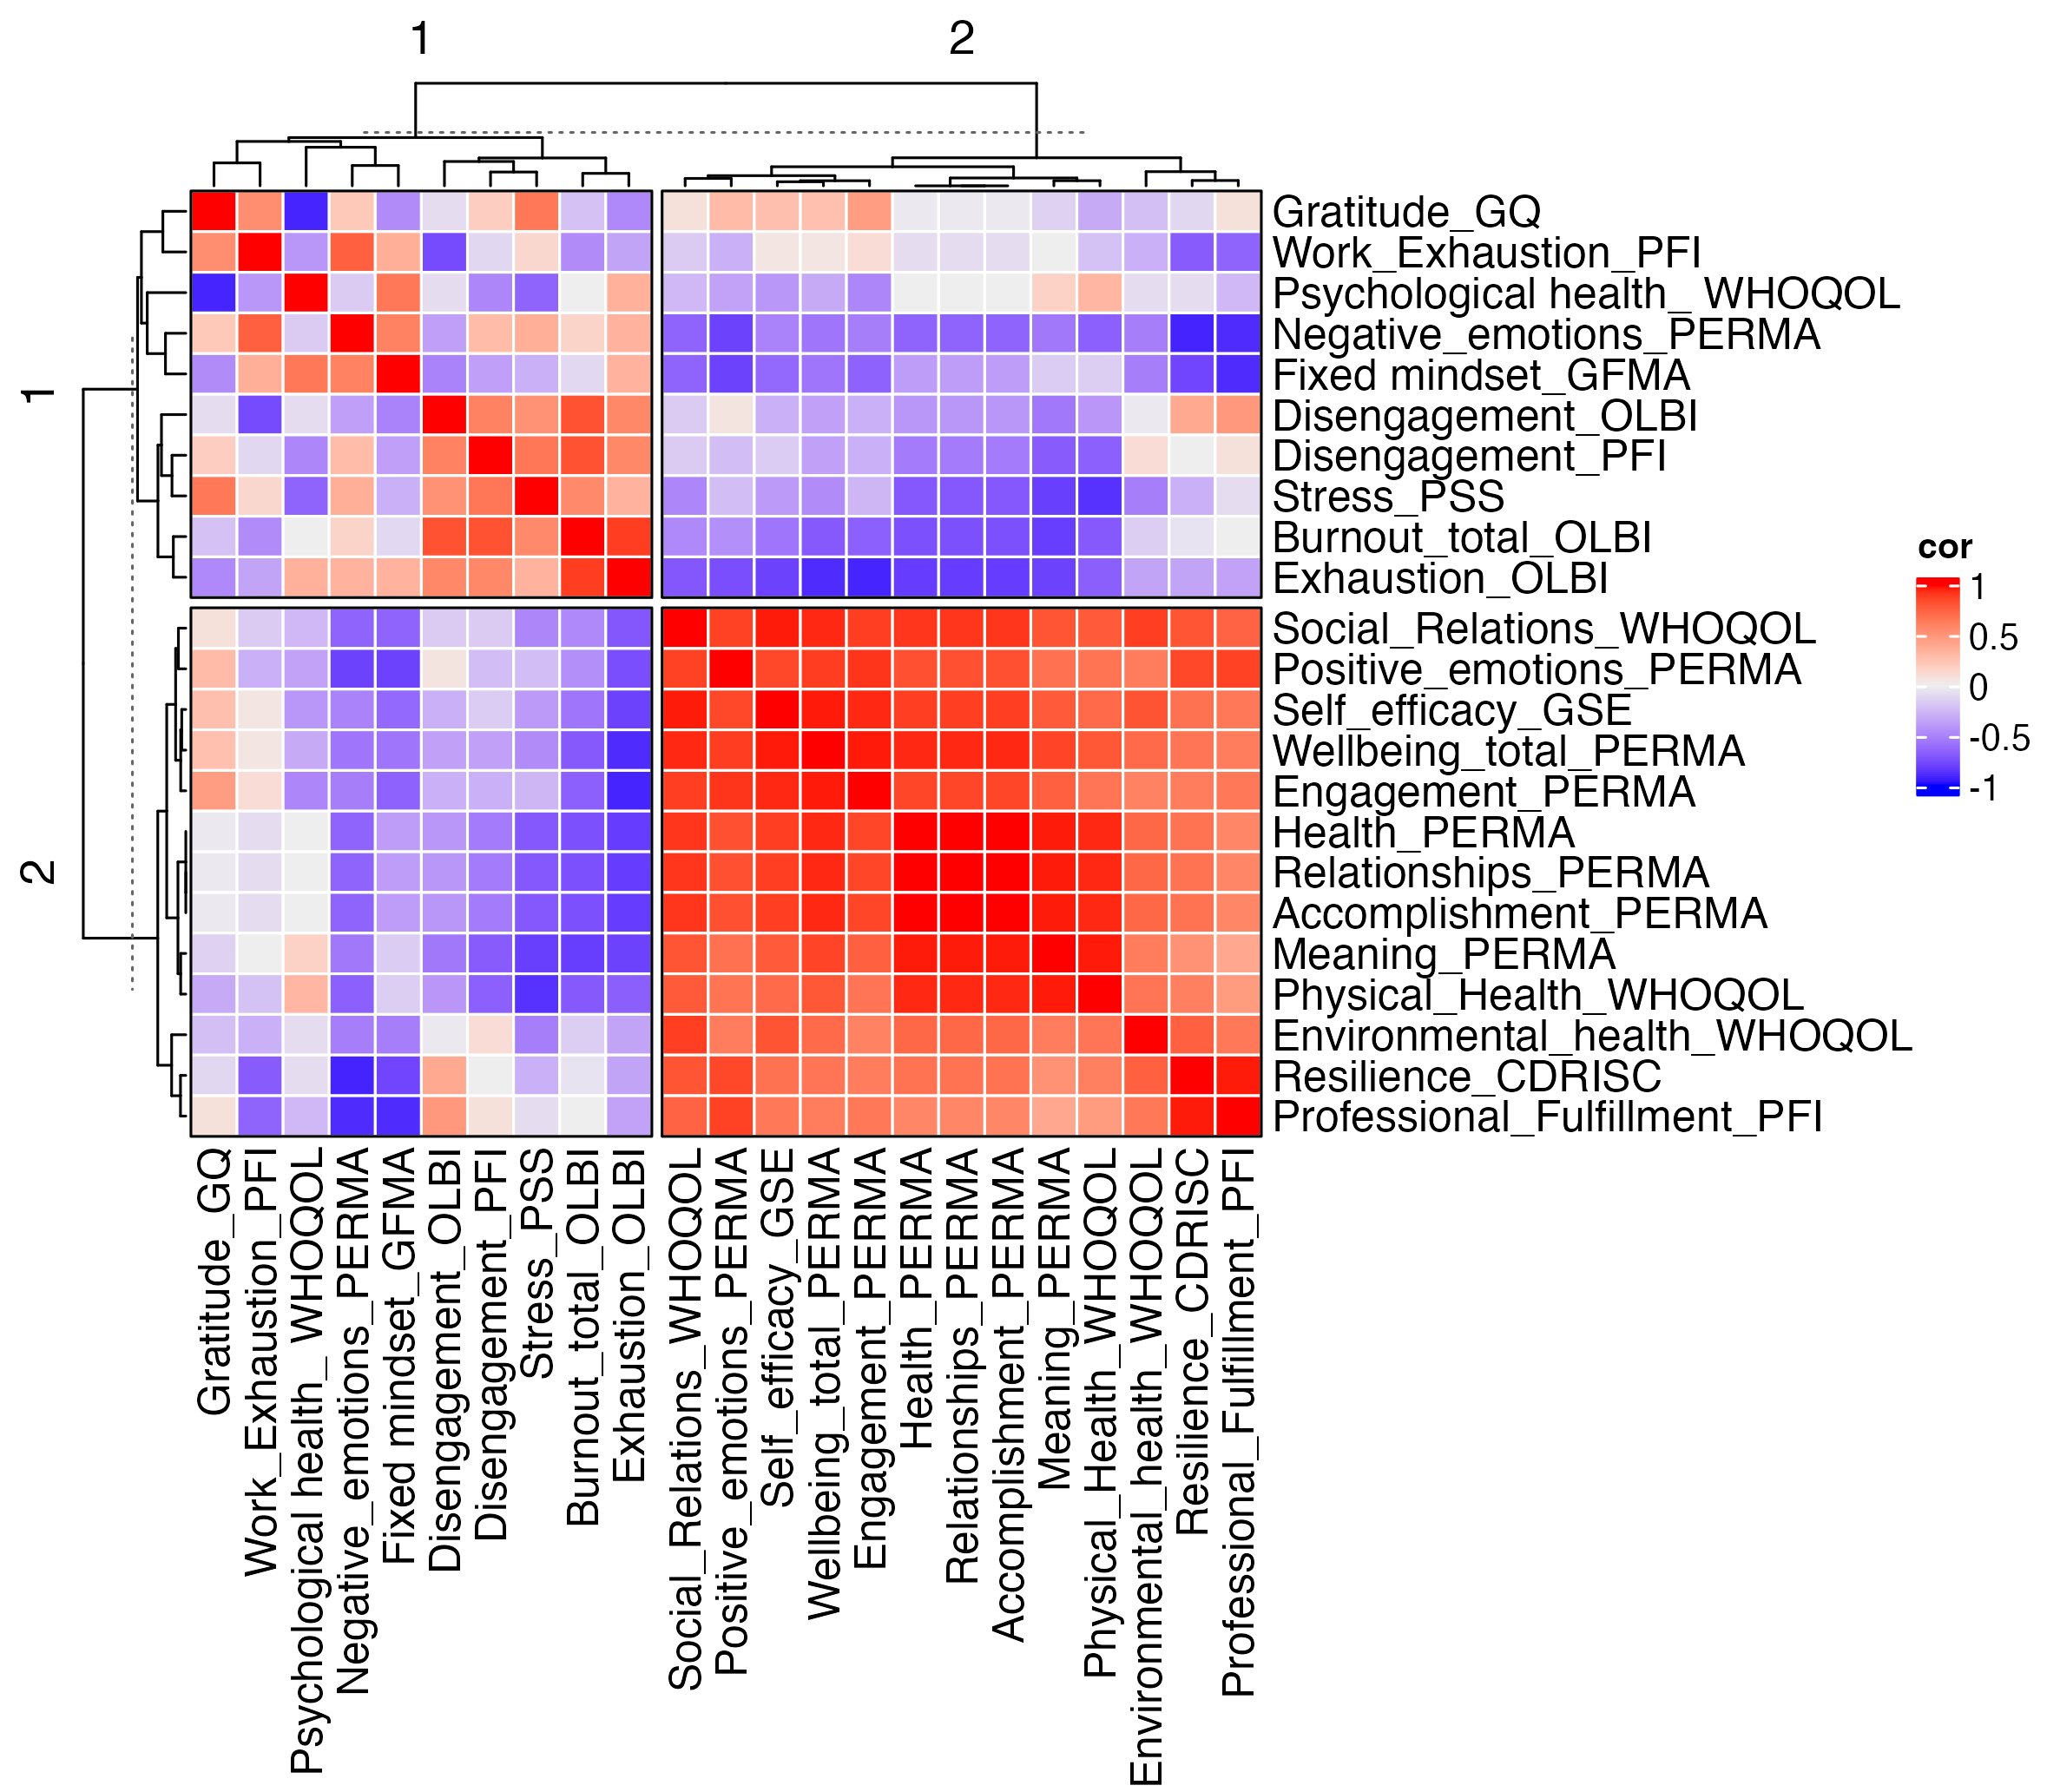 1
2
1
2
Gratitude_GQ
Work_Exhaustion_PFI
Psychological health_ WHOQOL
Negative_emotions_PERMA
Fixed mindset_GFMA
Disengagement_OLBI
Disengagement_PFI
Stress_PSS
Burnout_total_OLBI
Exhaustion_OLBI
Social_Relations_WHOQOL
Positive_emotions_PERMA
Self_efficacy_GSE
Wellbeing_total_PERMA
Engagement_PERMA
Health_PERMA
Relationships_PERMA
Accomplishment_PERMA
Meaning_PERMA
Physical_Health_WHOQOL
Environmental_health_WHOQOL
Resilience_CDRISC
Professional_Fulfillment_PFI
cor
1
0.5
0
-0.5
-1
Gratitude_GQ
Work_Exhaustion_PFI
Psychological health_ WHOQOL
Negative_emotions_PERMA
Fixed mindset_GFMA
Disengagement_OLBI
Disengagement_PFI
Stress_PSS
Burnout_total_OLBI
Exhaustion_OLBI
Social_Relations_WHOQOL
Positive_emotions_PERMA
Self_efficacy_GSE
Wellbeing_total_PERMA
Engagement_PERMA
Health_PERMA
Relationships_PERMA
Accomplishment_PERMA
Meaning_PERMA
Physical_Health_WHOQOL
Environmental_health_WHOQOL
Resilience_CDRISC
Professional_Fulfillment_PFI